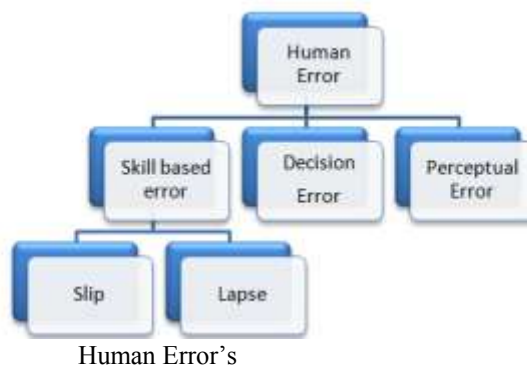 Human
Error
Skill based
error
Decision
Error
Perceptual
Error
Slip
Lapse
Human Error’s